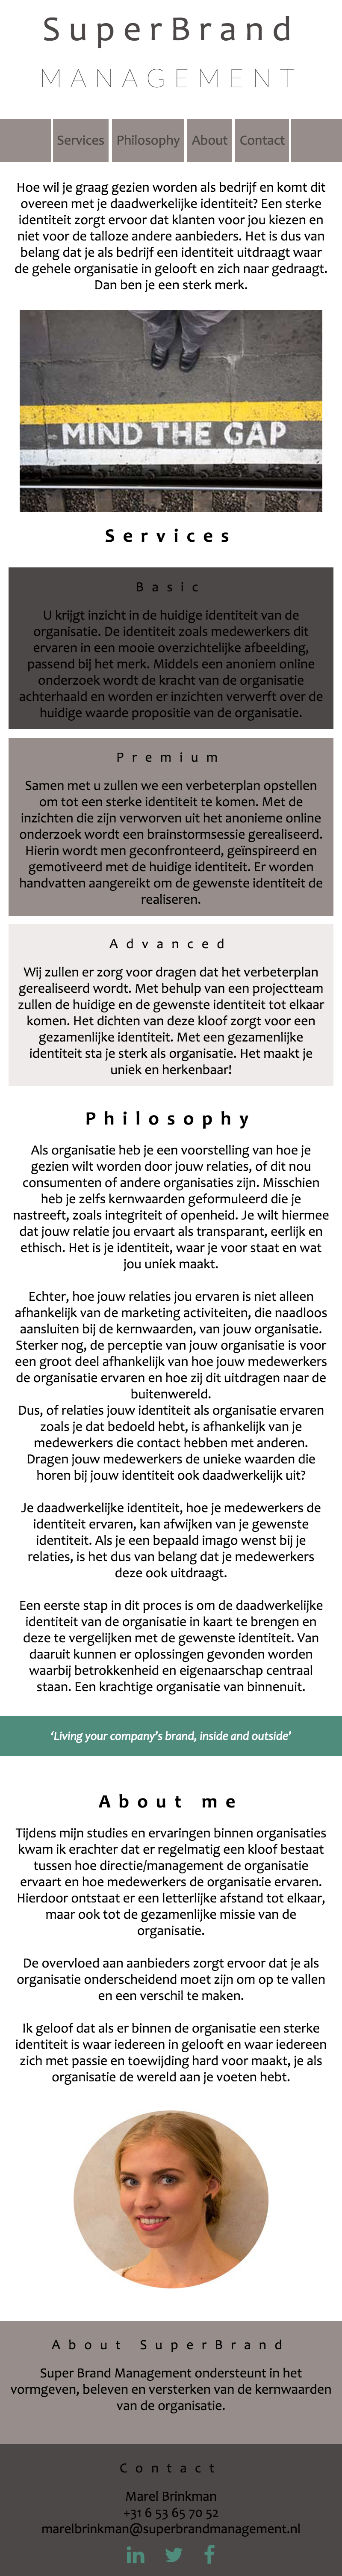 SuperBrand
MANAGEMENT
Services Philosophy About Contact
Hoe wil je graag gezien worden als bedrijf en komt dit
overeen met je daadwerkelijke identiteit? Een sterke
identiteit zorgt ervoor dat klanten voor jou kiezen en
niet voor de talloze andere aanbieders. Het is dus van
belang dat je als bedrijf een identiteit uitdraagt waar
de gehele organisatie in gelooft en zich naar gedraagt.
Dan ben je een sterk merk.
MIND THE GAP
Services
Basic
U krijgt inzicht in de huidige identiteit van de
organisatie. De identiteit zoals medewerkers dit
ervaren in een mooie overzichtelijke afbeelding,
passend bij het merk. Middels een anoniem online
onderzoek wordt de kracht van de organisatie
achterhaald en worden er inzichten verwerft over de
huidige waarde propositie van de organisatie.
Premium
Samen met u zullen we een verbeterplan opstellen
om tot een sterke identiteit te komen. Met de
inzichten die zijn verworven uit het anonieme online
onderzoek wordt een brainstormsessie gerealiseerd.
Hierin wordt men geconfronteerd, geïnspireerd en
gemotiveerd met de huidige identiteit. Er worden
handvatten aangereikt om de gewenste identiteit de
realiseren.
Advanced
Wij zullen er zorg voor dragen dat het verbeterplan
gerealiseerd wordt. Met behulp van een projectteam
zullen de huidige en de gewenste identiteit tot elkaar
komen. Het dichten van deze kloof zorgt voor een
gezamenlijke identiteit. Met een gezamenlijke
identiteit sta je sterk als organisatie. Het maakt je
uniek en herkenbaar!
Philosophy
Als organisatie heb je een voorstelling van hoe je
gezien wilt worden door jouw relaties, of dit nou
consumenten of andere organisaties zijn. Misschien
heb je zelfs kernwaarden geformuleerd die je
nastreeft, zoals integriteit of openheid. Je wilt hiermee
dat jouw relatie jou ervaart als transparant, eerlijk en
ethisch. Het is je identiteit, waar je voor staat en wat
jou uniek maakt.
Echter, hoe jouw relaties jou ervaren is niet alleen
afhankelijk van de marketing activiteiten, die naadloos
aansluiten bij de kernwaarden, van jouw organisatie.
Sterker nog, de perceptie van jouw organisatie is voor
een groot deel afhankelijk van hoe jouw medewerkers
de organisatie ervaren en hoe zij dit uitdragen naar de
buitenwereld.
Dus, of relaties jouw identiteit als organisatie ervaren
zoals je dat bedoeld hebt, is afhankelijk van je
medewerkers die contact hebben met anderen.
Dragen jouw medewerkers de unieke waarden die
horen bij jouw identiteit ook daadwerkelijk uit?
Je daadwerkelijke identiteit, hoe je medewerkers de
identiteit ervaren, kan afwijken van je gewenste
identiteit. Als je een bepaald imago wenst bij je
relaties, is het dus van belang dat je medewerkers
deze ook uitdraagt.
Een eerste stap in dit proces is om de daadwerkelijke
identiteit van de organisatie in kaart te brengen en
deze te vergelijken met de gewenste identiteit. Van
daaruit kunnen er oplossingen gevonden worden
waarbij betrokkenheid en eigenaarschap centraal
staan. Een krachtige organisatie van binnenuit.
‘Living your company’s brand, inside and outside’
About me
Tijdens mijn studies en ervaringen binnen organisaties
kwam ik erachter dat er regelmatig een kloof bestaat
tussen hoe directie/management de organisatie
ervaart en hoe medewerkers de organisatie ervaren.
Hierdoor ontstaat er een letterlijke afstand tot elkaar,
maar ook tot de gezamenlijke missie van de
organisatie.
De overvloed aan aanbieders zorgt ervoor dat je als
organisatie onderscheidend moet zijn om op te vallen
en een verschil te maken.
Ik geloof dat als er binnen de organisatie een sterke
identiteit is waar iedereen in gelooft en waar iedereen
zich met passie en toewijding hard voor maakt, je als
organisatie de wereld aan je voeten hebt.
About SuperBrand
Super Brand Management ondersteunt in het
vormgeven, beleven en versterken van de kernwaarden
van de organisatie.
Contact
Marel Brinkman
+31 6 53 65 70 52
marelbrinkman@superbrandmanagement.nl